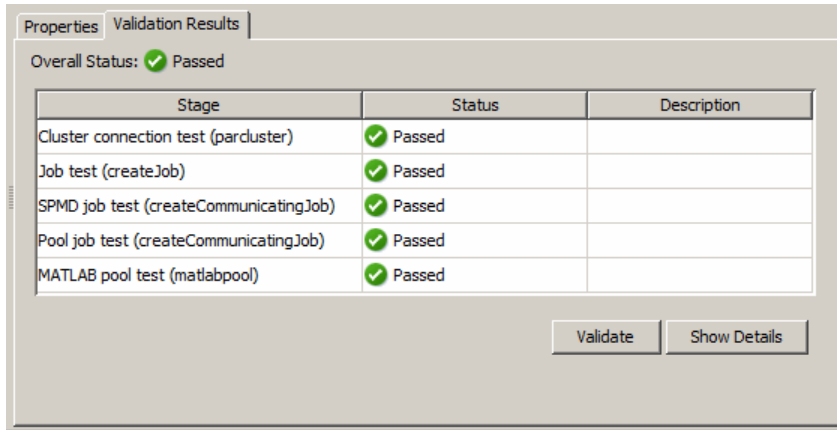 Properties Validation Results
Overall Status: Passed
Stage Status Description
Cluster connection test (parcluster) Passed
Job test (createJob) Passed
SPMD job test (createCommunicatingJob) Passed
Pool job test (createCommunicatingJob) Passed
MATLAB pool test (matlabpool) Passed
Validate Show Details